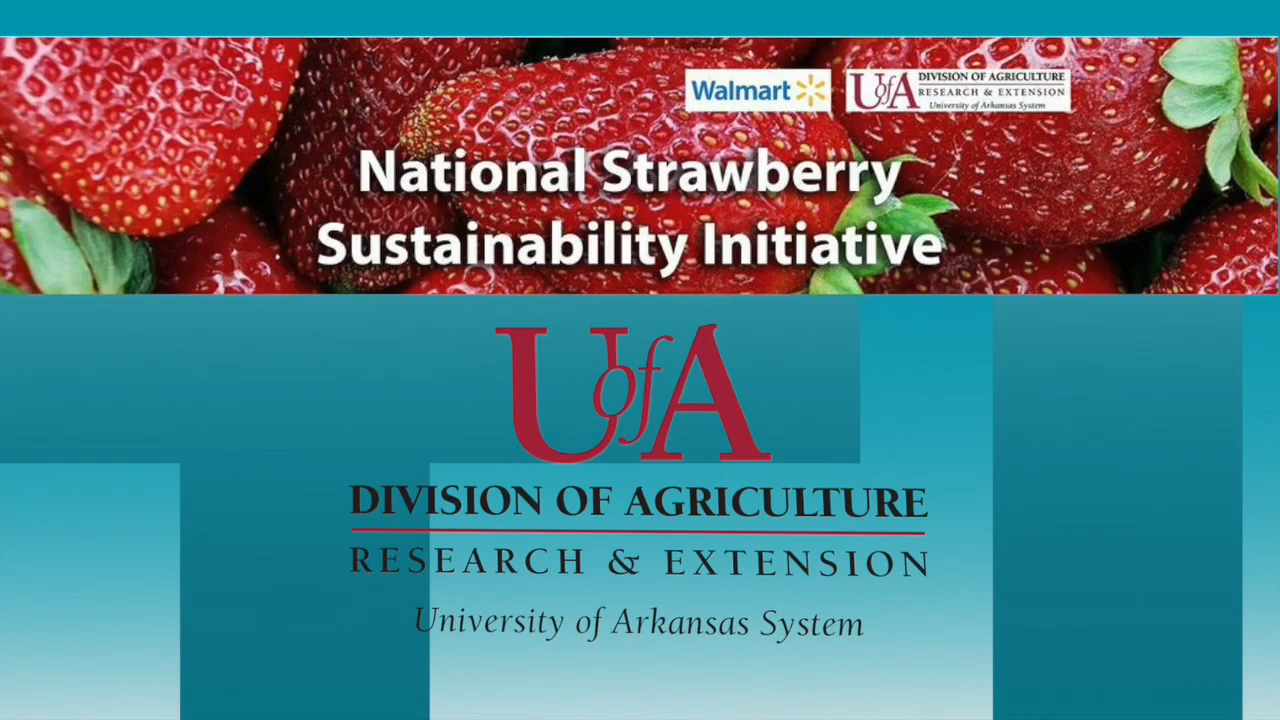 Walmart
UofA DIVISION OF AGRICULTURE
RESEARCH & EXTENSION
University of Arkansas System
National Strawberry
Sustainability Initiative
UofA
DIVISION OF AGRICULTURE
RESEARCH & EXTENSION
University of Arkansas System